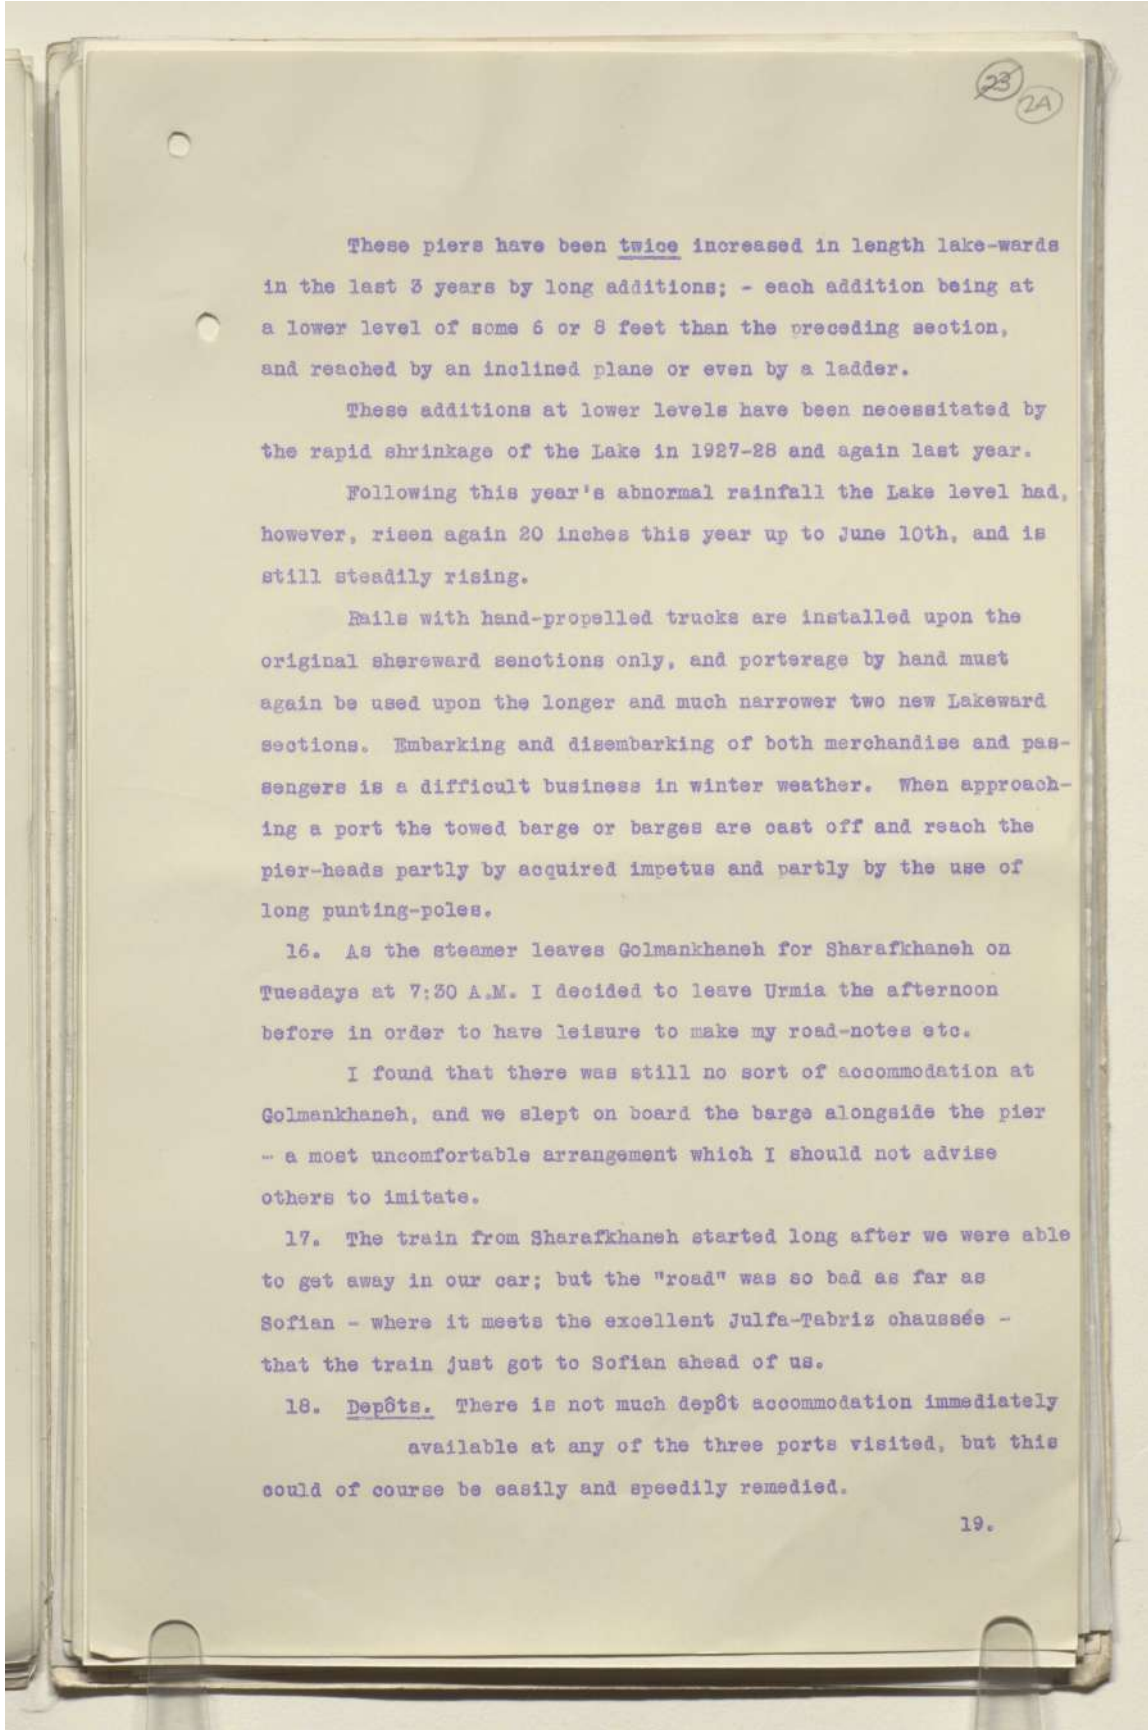 23
24
These piers have been twice increased in length lake-wards
in the last 3 years by long additions; - each addition being at
a lower level of some 6 or 8 feet than the preceding section,
and reached by an inclined plane or even by a ladder.
These additions at lower levels have been necessitated by
the rapid shrinkage of the Lake in 1927-28 and again last year.
Following this year's abnormal rainfall the Lake level had,
however, risen again 20 inches this year up to June 10th, and is
still steadily rising.
Rails with hand-propelled trucks are installed upon the
original shoreward senctions only, and porterage by hand must
again be used upon the longer and much narrower two new Lakeward
sections. Embarking and disembarking of both merchandise and pas-
sengers is a difficult business in winter weather. When approach-
ing a port the towed barge or barges are cast off and reach the
pier-heads partly by acquired impetus and partly by the use of
long punting-poles.
16. As the steamer leaves Golmankhaneh for Sharafkhaneh on
Tuesdays at 7:30 A.M. I decided to leave Urmia the afternoon
before in order to have leisure to make my road-notes etc.
I found that there was still no sort of accommodation at
Golmankhaneh, and we slept on board the barge alongside the pier
- a most uncomfortable arrangement which I should not advise
others to imitate.
17. The train from Sharafkhaneh started long after we were able
to get away in our car; but the "road" was so bad as far as
Sofian - where it meets the excellent Julfa-Tabriz chaussée -
that the train just got to Sofian ahead of us.
18. Depôts. There is not much depôt accommodation immediately
available at any of the three ports visited, but this
could of course be easily and speedily remedied.
19.